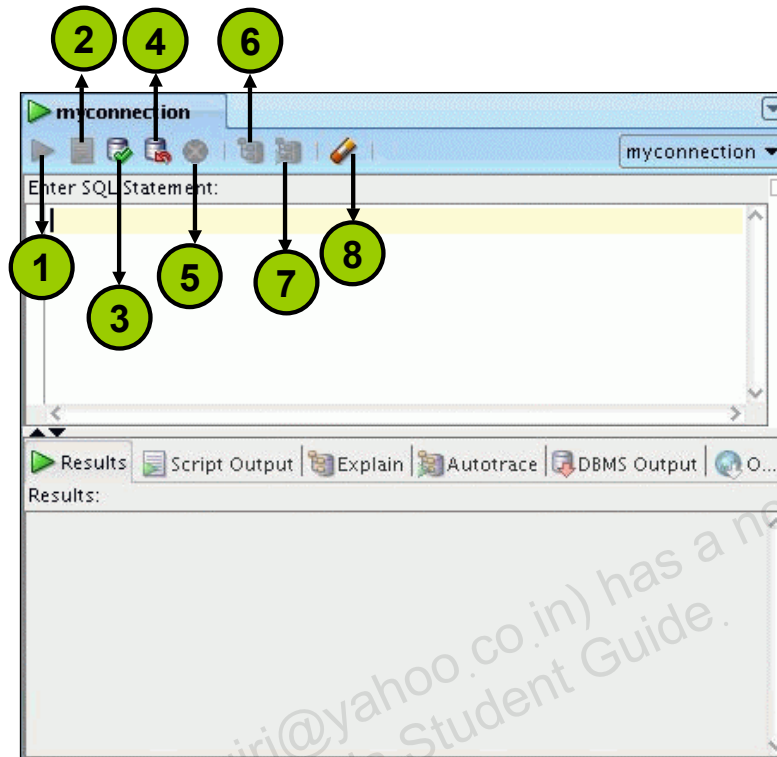 2 4 6
myconnection
myconnection
Enter SQL Statement:
1 3 5 7 8
Results Script Output Explain Autotrace DBMS Output O...
Results:
has a
co.in)
@yahoo
Student Guide.